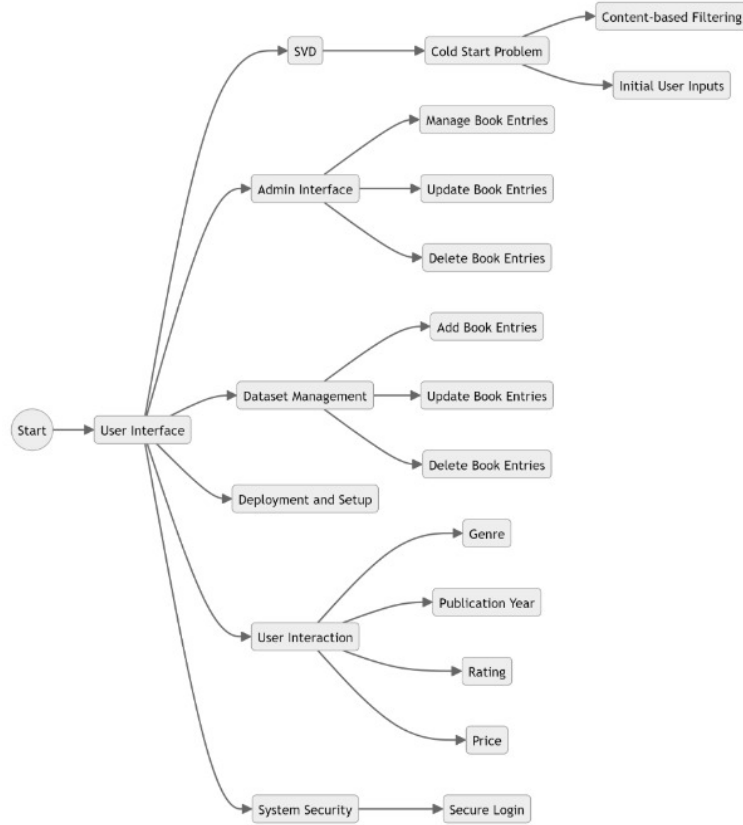 Content-based Filtering
SVD
Cold Start Problem
Initial User Inputs
Manage Book Entries
Admin Interface
Update Book Entries
Delete Book Entries
Add Book Entries
Dataset Management
Update Book Entries
Start
User Interface
Delete Book Entries
Deployment and Setup
Genre
Publication Year
User Interaction
Rating
Price
System Security
Secure Login